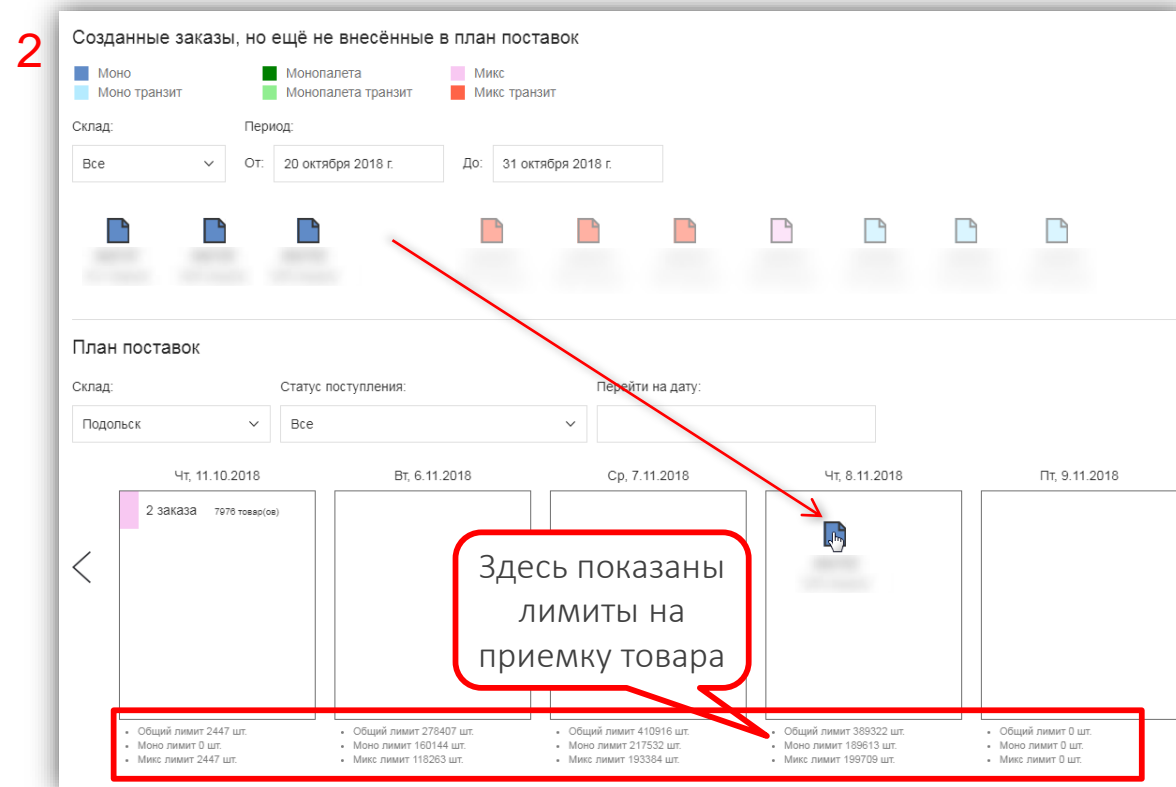 2
Созданные заказы, но ещё не внесённые в план поставок
Моно
Монопалета
Микс
Моно транзит
Монопалета транзит
Микс транзит
Склад:
Период:
Все
От:
20 октября 2018 г.
До:
31 октября 2018 г.
План поставок
Склад:
Статус поступления:
Перейти на дату:
Подольск
Все
Чт, 11.10.2018
Вт, 6.11.2018
Ср, 7.11.2018
Чт, 8.11.2018
Пт, 9.11.2018
2 заказа 7976 товар(ов)
Здесь показаны
лимиты на
приемку товара
Общий лимит 2447 шт.
Моно лимит 0 шт.
Микс лимит 2447 шт.
Общий лимит 278407 шт.
Моно лимит 160144 шт.
Микс лимит 118263 шт.
Общий лимит 410916 шт.
Моно лимит 217532 шт.
Микс лимит 193384 шт.
Общий лимит 389322 шт.
Моно лимит 189613 шт.
Микс лимит 199709 шт.
Общий лимит 0 шт.
Моно лимит 0 шт.
Микс лимит 0 шт.